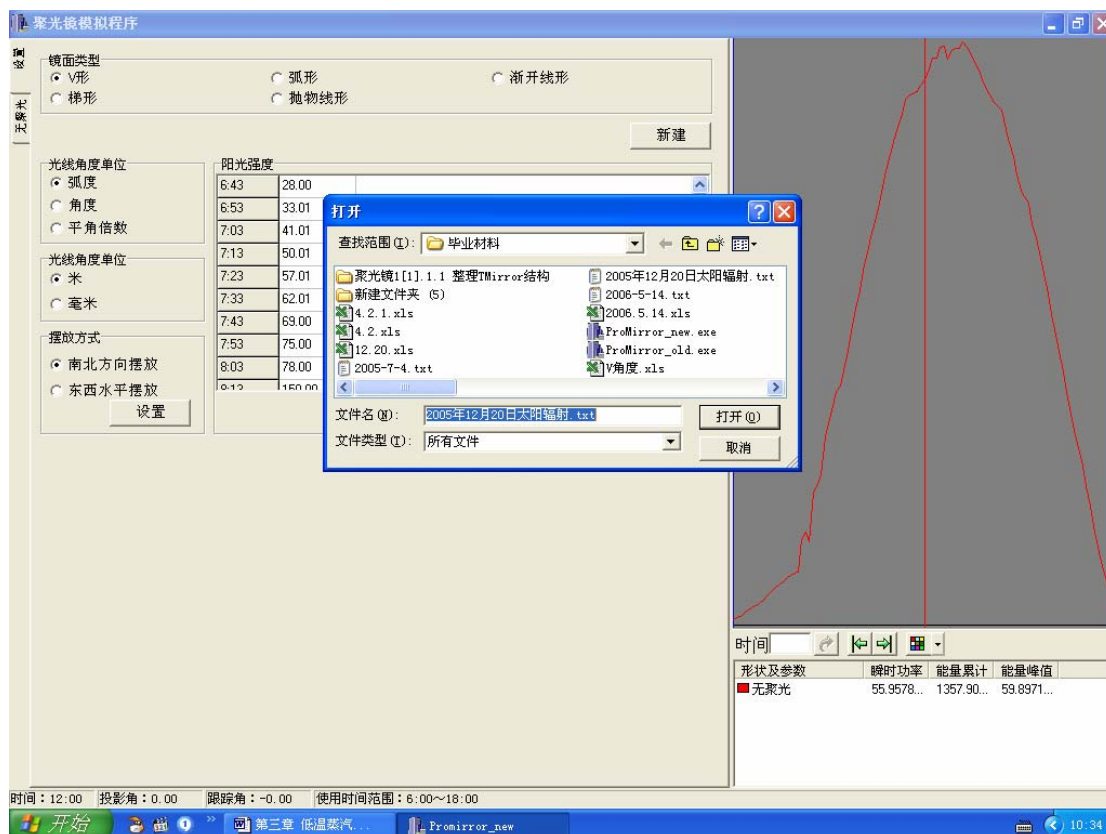 聚光镜模拟程序
设置
无聚光
镜面类型
V形 弧形 渐开线形
梯形 抛物线形
新建
光线角度单位
弧度
角度
平角倍数
光线角度单位
米
毫米
摆放方式
南北方向摆放
东西水平摆放
设置
阳光强度
6:43 28.00
6:53 33.01
7:03 41.01
7:13 50.01
7:23 57.01
7:33 62.01
7:43 69.00
7:53 75.00
8:03 78.00
8:13 150.00
打开
查找范围(I): 毕业材料
聚光镜1[1].1.1 整理TMirror结构
新建文件夹 (5)
4.2.1.xls
4.2.xls
12.20.xls
2005-7-4.txt
2005年12月20日太阳辐射.txt
2006-5-14.txt
2006.5.14.xls
ProMirror_new.exe
ProMirror_old.exe
V角度.xls
文件名(N): 2005年12月20日太阳辐射.txt 打开(O)
文件类型(T): 所有文件 取消
时间
形状及参数 瞬时功率 能量累计 能量峰值
无聚光 55.9578... 1357.90... 59.8971...
时间:12:00 投影角:0.00 跟踪角:-0.00 使用时间范围:6:00～18:00
开始 第三章 低温蒸汽... Promirror_new 10:34